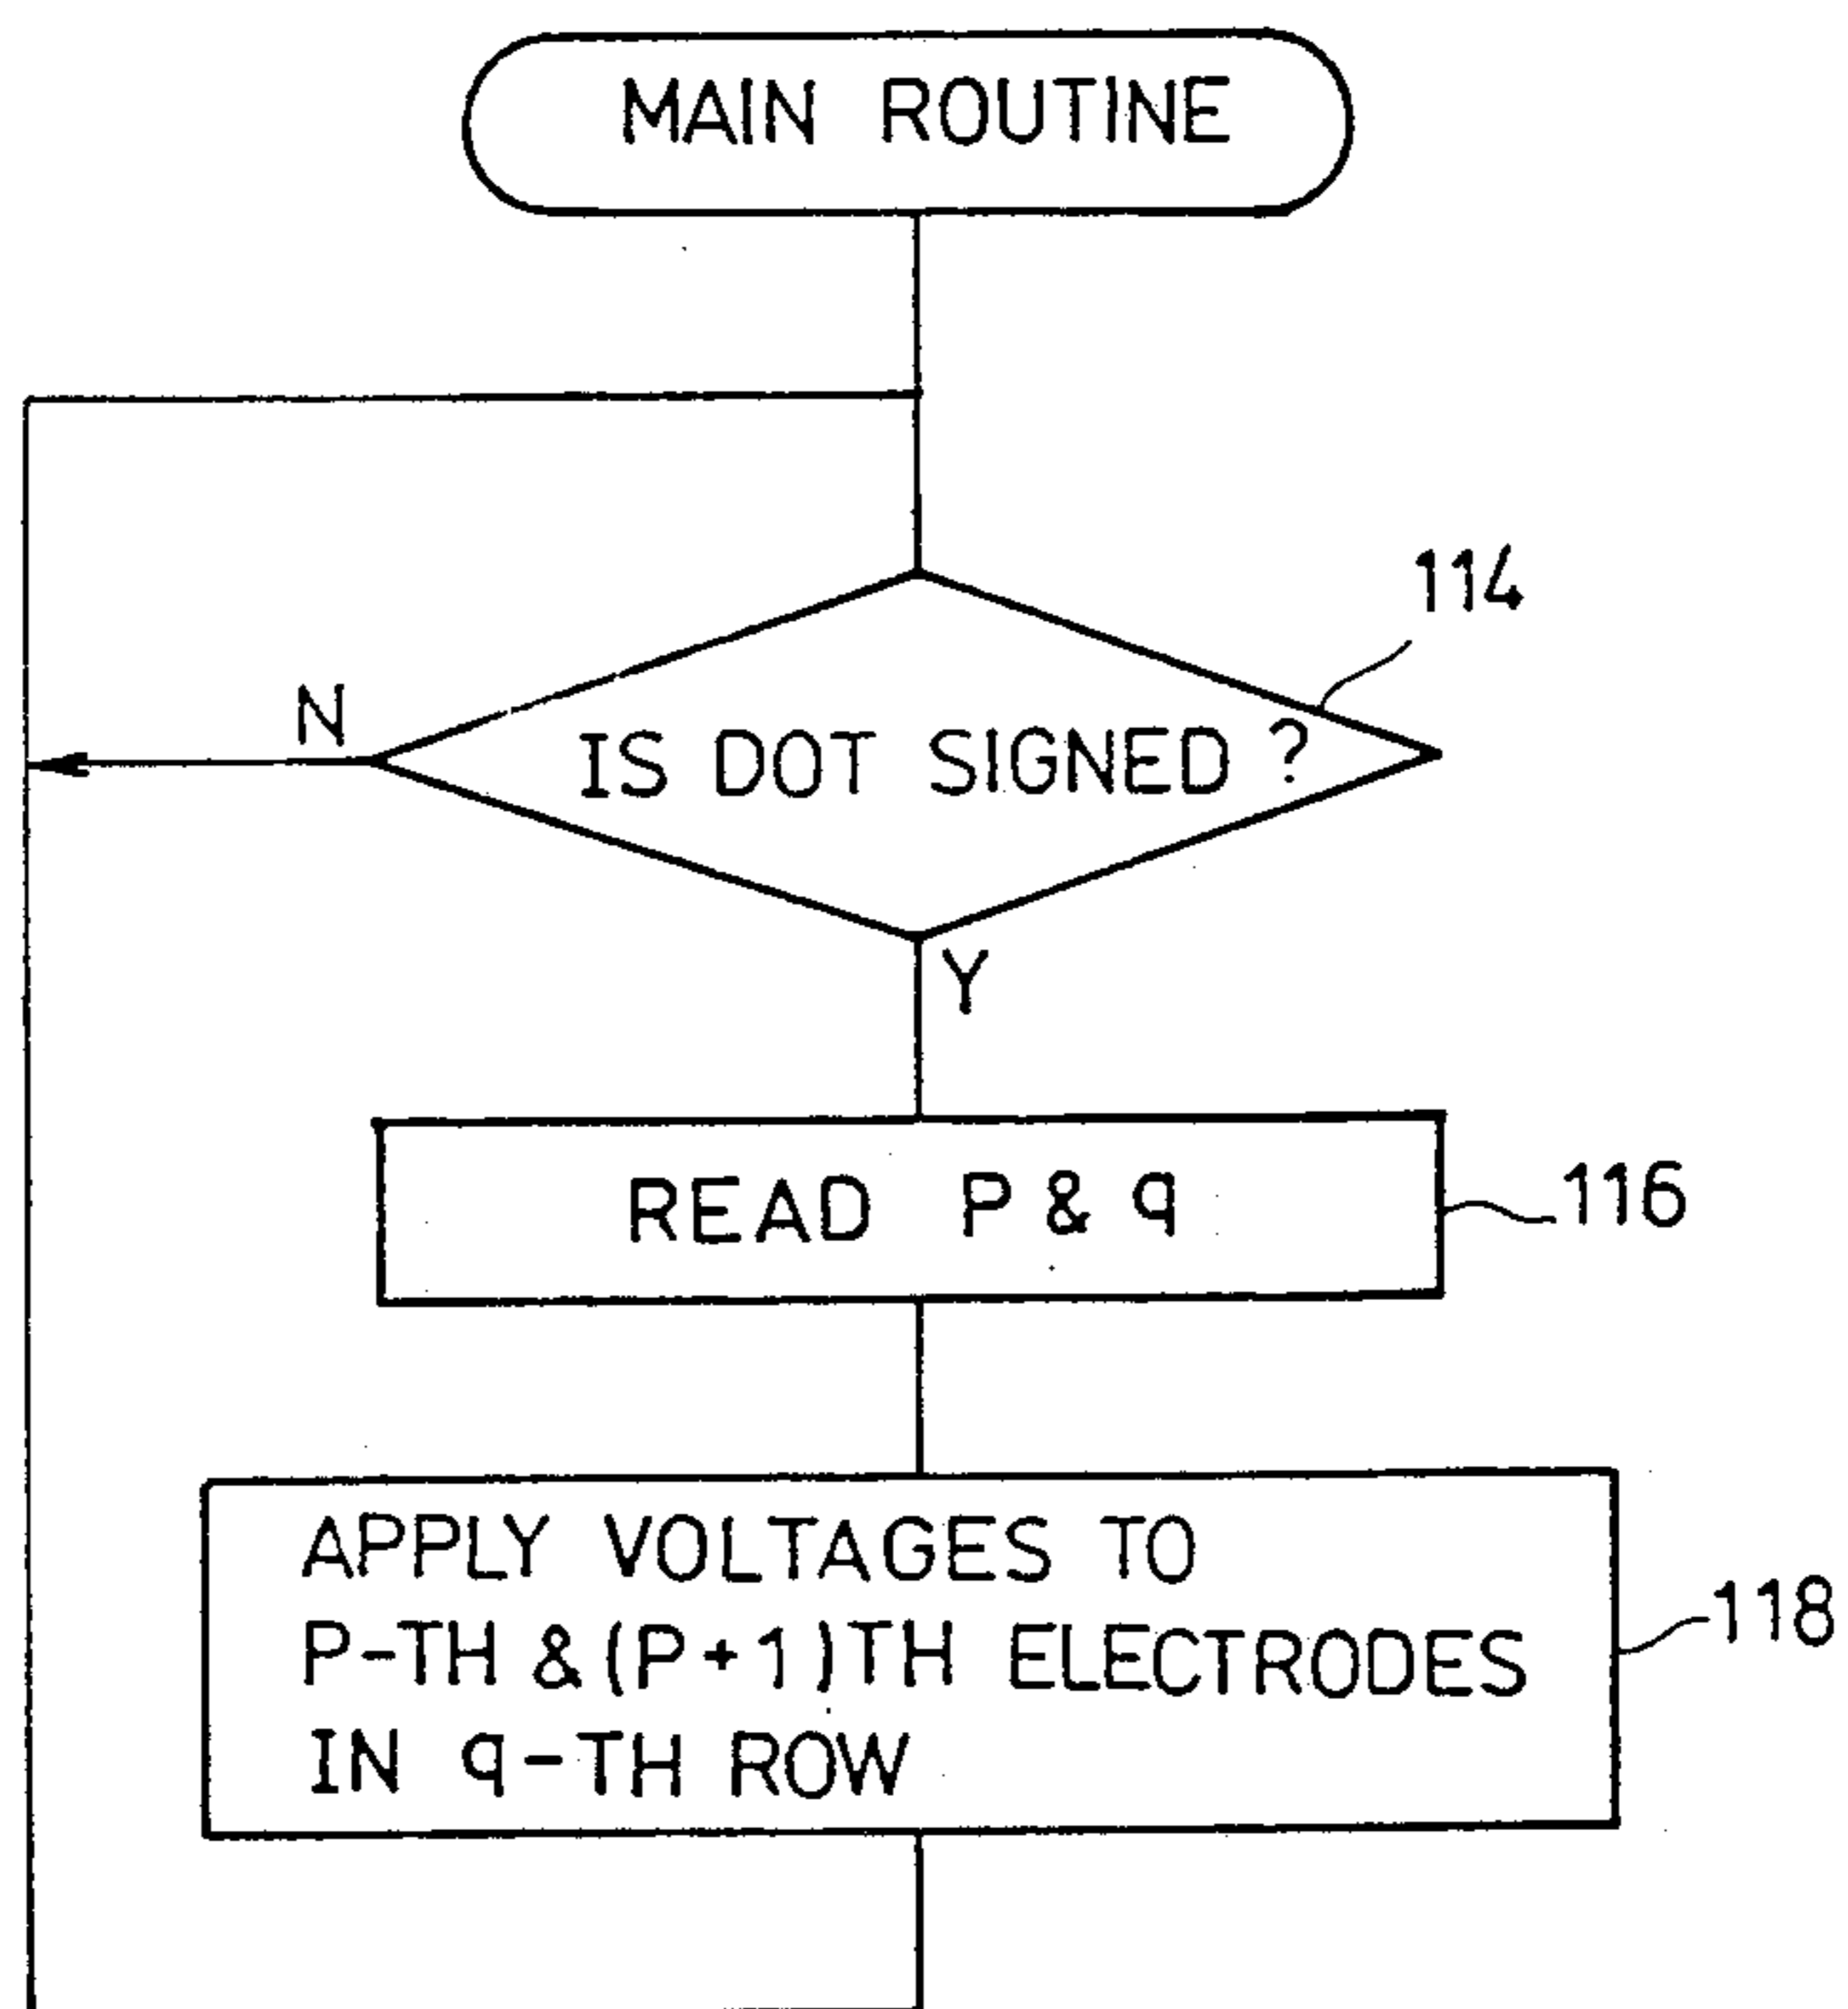 MAIN ROUTINE
114
N
IS DOT SIGNED ?
Y
READ P & q
116
APPLY VOLTAGES TO
P-TH & (P+1)TH ELECTRODES
IN q-TH ROW
118